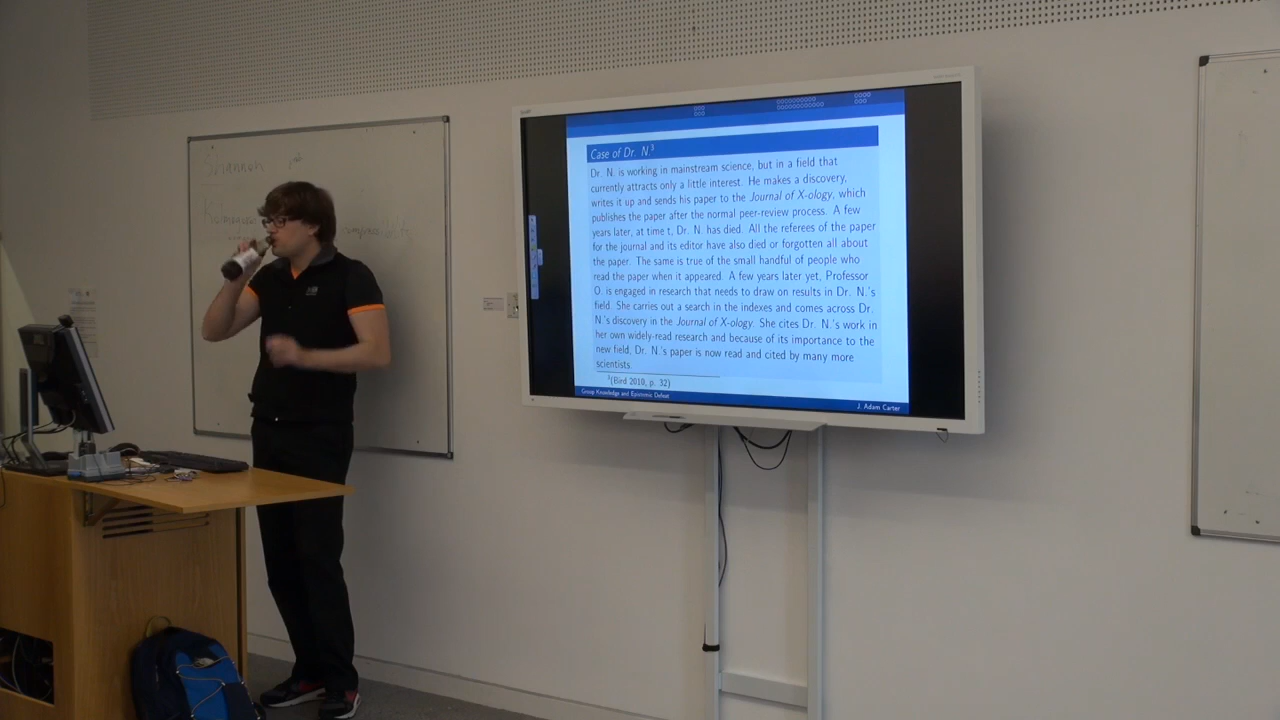 Shannon
Case of Dr. N.³
Dr. N. is working in mainstream science, but in a field that
currently attracts only a little interest. He makes a discovery,
writes it up and sends his paper to the Journal of X-ology, which
publishes the paper after the normal peer-review process. A few
years later, at time t, Dr. N. has died. All the referees of the paper
for the journal and its editor have also died or forgotten all about
the paper. The same is true of the small handful of people who
read the paper when it appeared. A few years later yet, Professor
O. is engaged in research that needs to draw on results in Dr. N.'s
field. She carries out a search in the indexes and comes across Dr.
N.'s discovery in the Journal of X-ology. She cites Dr. N.'s work in
her own widely-read research and because of its importance to the
new field, Dr. N.'s paper is now read and cited by many more
scientists.
³(Bird 2010, p. 32)
Group Knowledge and Epistemic Defeat
J. Adam Carter